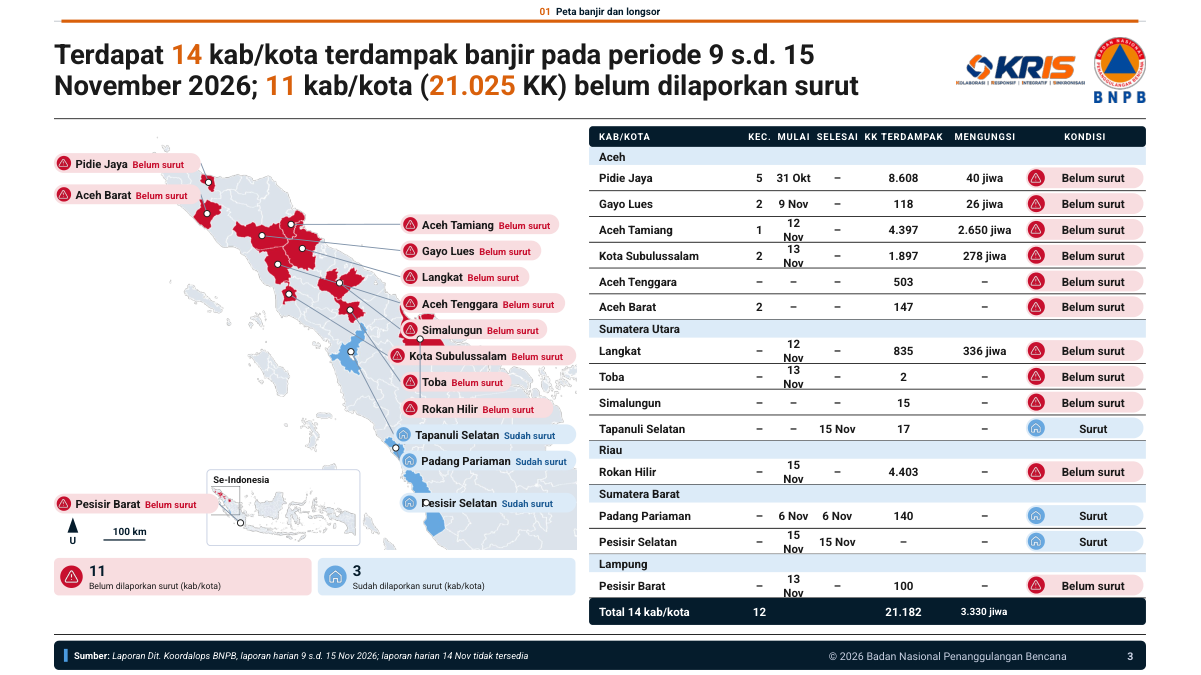 01 Peta banjir dan longsor
Terdapat 14 kab/kota terdampak banjir pada periode 9 s.d. 15
November 2026; 11 kab/kota (21.025 KK) belum dilaporkan surut
KRIS
KOLABORASI | RESPONSIF | INTEGRATIF | SINKRONISASI
BNPB
Pidie Jaya Belum surut
Aceh Barat Belum surut
Aceh Tamiang Belum surut
Gayo Lues Belum surut
Langkat Belum surut
Aceh Tenggara Belum surut
Simalungun Belum surut
Kota Subulussalam Belum surut
Toba Belum surut
Rokan Hilir Belum surut
Tapanuli Selatan Sudah surut
Padang Pariaman Sudah surut
Pesisir Selatan Sudah surut
Pesisir Barat Belum surut
Se-Indonesia
U
100 km
11
Belum dilaporkan surut (kab/kota)
3
Sudah dilaporkan surut (kab/kota)
KAB/KOTA KEC. MULAI SELESAI KK TERDAMPAK MENGUNGSI KONDISI
Aceh
Pidie Jaya 5 31 Okt – 8.608 40 jiwa Belum surut
Gayo Lues 2 9 Nov – 118 26 jiwa Belum surut
Aceh Tamiang 1 12 Nov – 4.397 2.650 jiwa Belum surut
Kota Subulussalam 2 13 Nov – 1.897 278 jiwa Belum surut
Aceh Tenggara – – – 503 – Belum surut
Aceh Barat 2 – – 147 – Belum surut
Sumatera Utara
Langkat – 12 Nov – 835 336 jiwa Belum surut
Toba – 13 Nov – 2 – Belum surut
Simalungun – – – 15 – Belum surut
Tapanuli Selatan – – 15 Nov 17 – Surut
Riau
Rokan Hilir – 15 Nov – 4.403 – Belum surut
Sumatera Barat
Padang Pariaman – 6 Nov 6 Nov 140 – Surut
Pesisir Selatan – 15 Nov 15 Nov – – Surut
Lampung
Pesisir Barat – 13 Nov – 100 – Belum surut
Total 14 kab/kota 12 21.182 3.330 jiwa
Sumber: Laporan Dit. Koordalops BNPB, laporan harian 9 s.d. 15 Nov 2026; laporan harian 14 Nov tidak tersedia
© 2026 Badan Nasional Penanggulangan Bencana 3